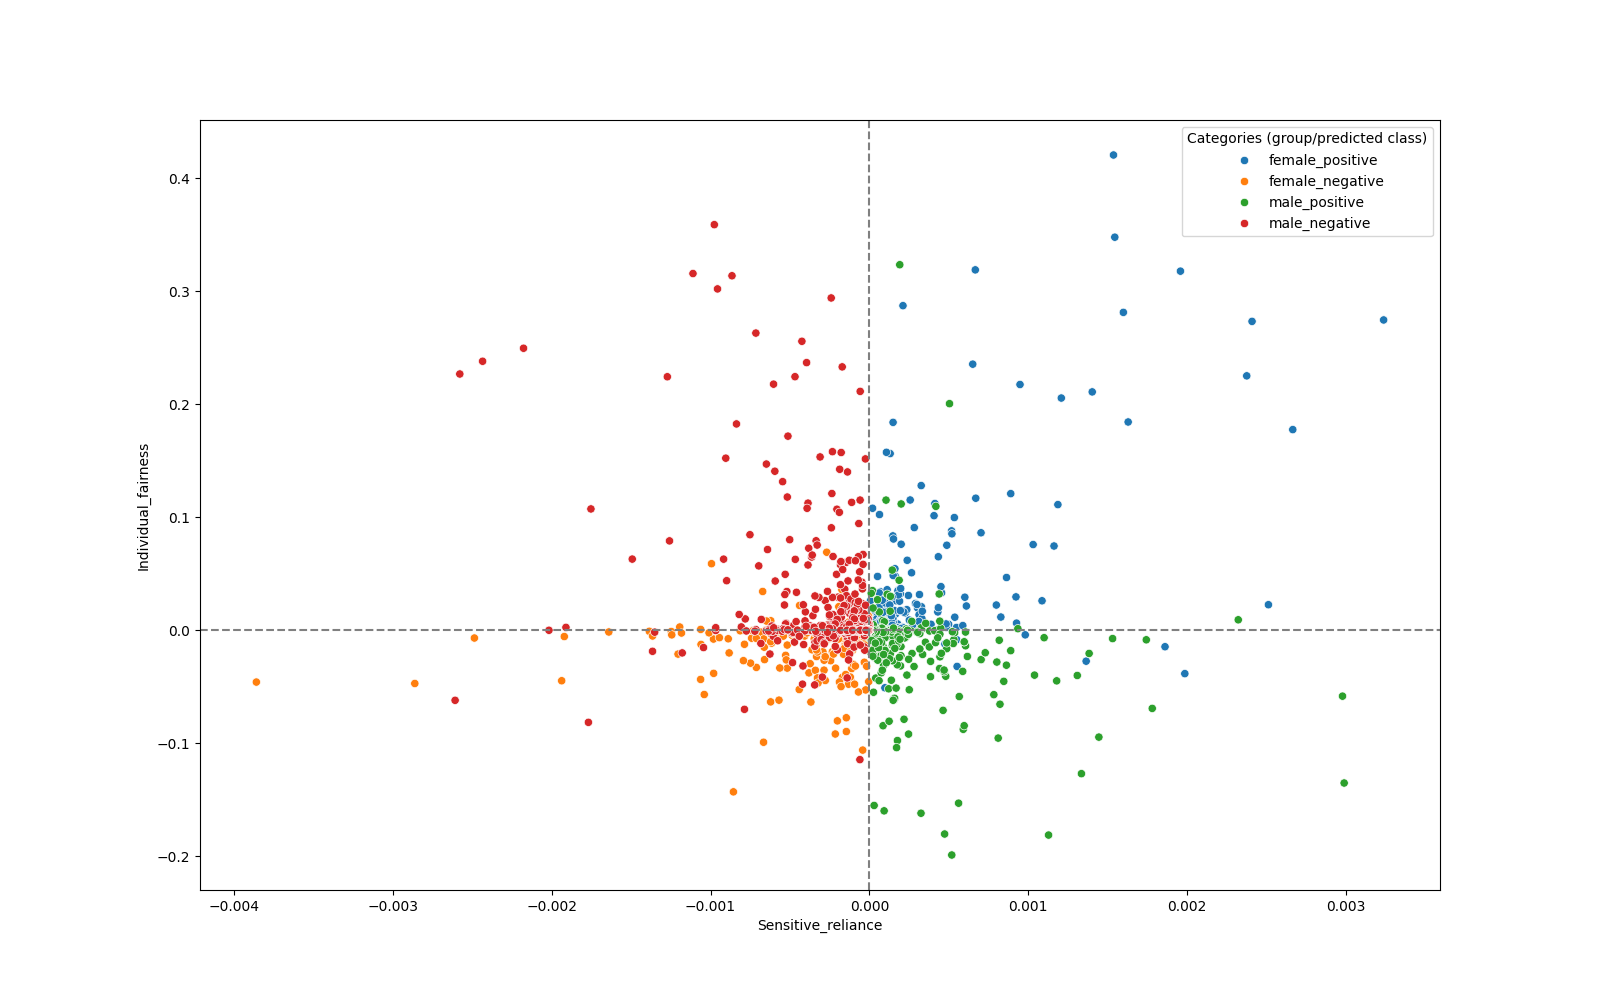 Categories (group/predicted class)
female_positive
female_negative
male_positive
male_negative
0.4
0.3
0.2
0.1
0.0
−0.1
−0.2
Individual_fairness
−0.004
−0.003
−0.002
−0.001
0.000
0.001
0.002
0.003
Sensitive_reliance